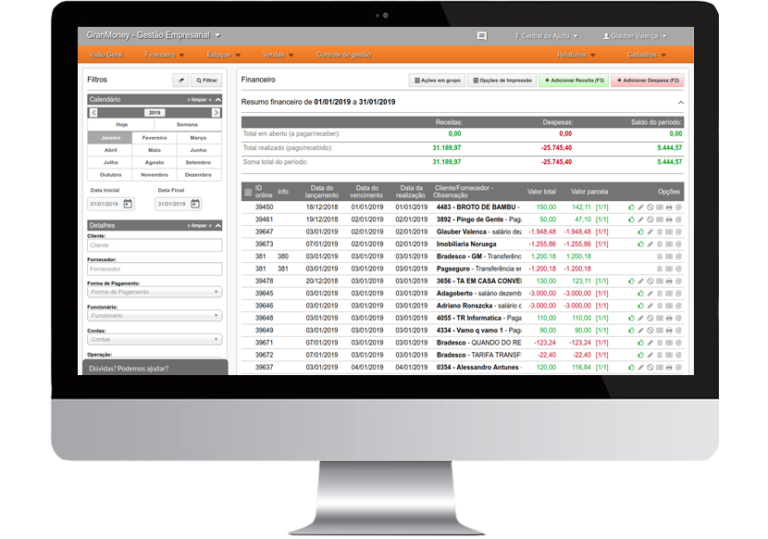 GranMoney - Gestão Empresarial
Central de Ajuda
Glauber Valença
Visão Geral Financeiro Estoque Vendas Controle de gestão Relatórios Cadastros
Filtros
Filtrar
Calendário » limpar «
2019
Hoje Semana
Janeiro Fevereiro Março
Abril Maio Junho
Julho Agosto Setembro
Outubro Novembro Dezembro
Data Inicial Data Final
01/01/2019 31/01/2019
Detalhes » limpar «
Cliente:
Cliente
Fornecedor:
Fornecedor
Forma de Pagamento:
Forma de Pagamento
Funcionário:
Funcionário
Contas:
Contas
Operação:
Dúvidas? Podemos ajudar?
Financeiro
Ações em grupo Opções de Impressão + Adicionar Receita (F3) + Adicionar Despesa (F2)
Resumo financeiro de 01/01/2019 a 31/01/2019
Receitas: Despesas: Saldo do período:
Total em aberto (a pagar/receber): 0,00 0,00 0,00
Total realizado (pago/recebido): 31.189,97 -25.745,40 5.444,57
Soma total do período: 31.189,97 -25.745,40 5.444,57
ID online Info Data do lançamento Data do vencimento Data da realização Cliente/Fornecedor - Observação Valor total Valor parcela Opções
39450 18/12/2018 01/01/2019 01/01/2019 4483 - BROTO DE BAMBU - 150,00 142,11 [1/1]
39461 19/12/2018 02/01/2019 02/01/2019 3892 - Pingo de Gente - Pag 50,00 47,10 [1/1]
39647 03/01/2019 02/01/2019 02/01/2019 Glauber Valenca - salário dez -1.948,48 -1.948,48 [1/1]
39673 07/01/2019 02/01/2019 02/01/2019 Imobiliaria Noruega -1.255,86 -1.255,86 [1/1]
381 380 03/01/2019 03/01/2019 03/01/2019 Bradesco - GM - Transferênc 1.200,18 1.200,18
381 381 03/01/2019 03/01/2019 03/01/2019 Pagseguro - Transferência er -1.200,18 -1.200,18
39478 20/12/2018 03/01/2019 03/01/2019 3656 - TA EM CASA CONVEI 130,00 123,11 [1/1]
39645 03/01/2019 03/01/2019 03/01/2019 Adagoberto - salário dezemb -3.000,00 -3.000,00 [1/1]
39646 03/01/2019 03/01/2019 03/01/2019 Adriano Ronszcka - salário d -3.000,00 -3.000,00 [1/1]
39648 03/01/2019 03/01/2019 03/01/2019 4055 - TR Informatica - Paga 110,00 110,00 [1/1]
39649 03/01/2019 03/01/2019 03/01/2019 4334 - Vamo q vamo 1 - Pag 90,00 90,00 [1/1]
39671 07/01/2019 03/01/2019 03/01/2019 Bradesco - QUANDO DO RE -123,24 -123,24 [1/1]
39672 07/01/2019 03/01/2019 03/01/2019 Bradesco - TARIFA TRANSF -22,40 -22,40 [1/1]
39637 03/01/2019 04/01/2019 04/01/2019 0354 - Alessandro Antunes - 120,00 116,84 [1/1]